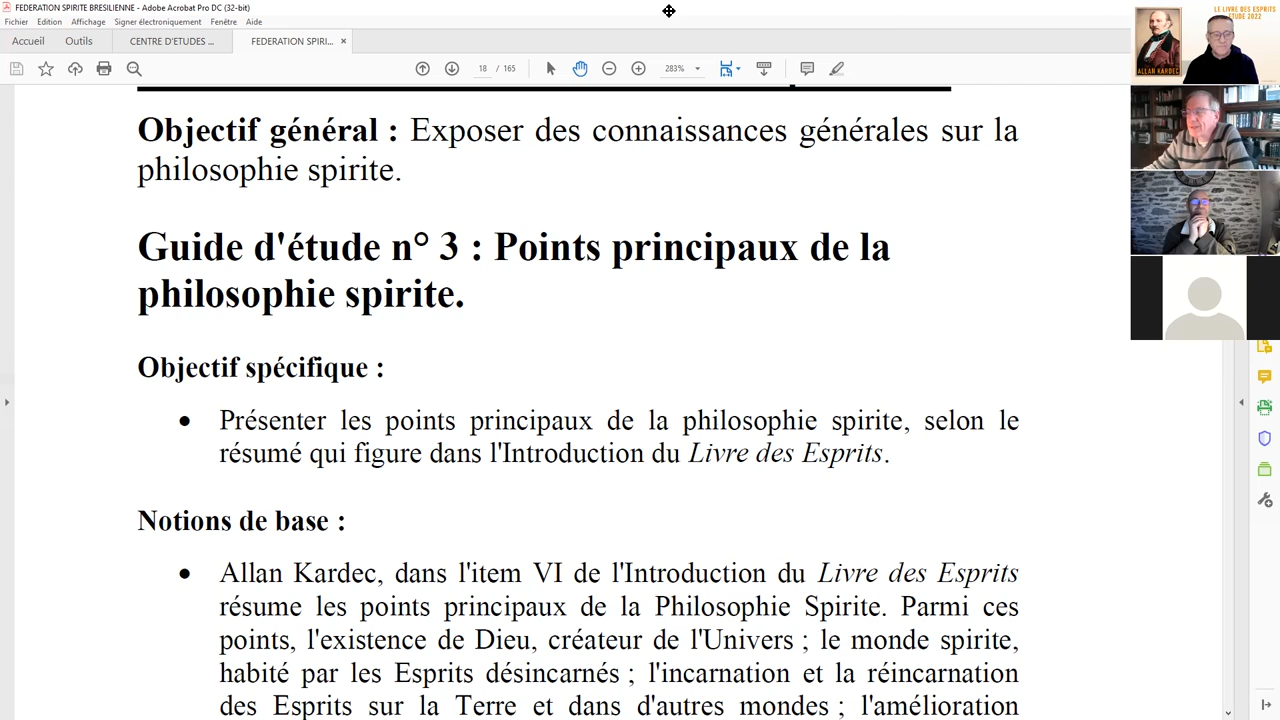 FEDERATION SPIRITE BRESILIENNE - Adobe Acrobat Pro DC (32-bit)
Fichier Edition Affichage Signer électroniquement Fenêtre Aide
Accueil Outils CENTRE D'ETUDES ... FEDERATION SPIRI... ×
18 / 165 283%
LE LIVRE DES ESPRITS
ETUDE 2022
ALLAN KARDEC
Objectif général : Exposer des connaissances générales sur la
philosophie spirite.
Guide d'étude n° 3 : Points principaux de la
philosophie spirite.
Objectif spécifique :
• Présenter les points principaux de la philosophie spirite, selon le
résumé qui figure dans l'Introduction du Livre des Esprits.
Notions de base :
• Allan Kardec, dans l'item VI de l'Introduction du Livre des Esprits
résume les points principaux de la Philosophie Spirite. Parmi ces
points, l'existence de Dieu, créateur de l'Univers ; le monde spirite,
habité par les Esprits désincarnés ; l'incarnation et la réincarnation
des Esprits sur la Terre et dans d'autres mondes ; l'amélioration